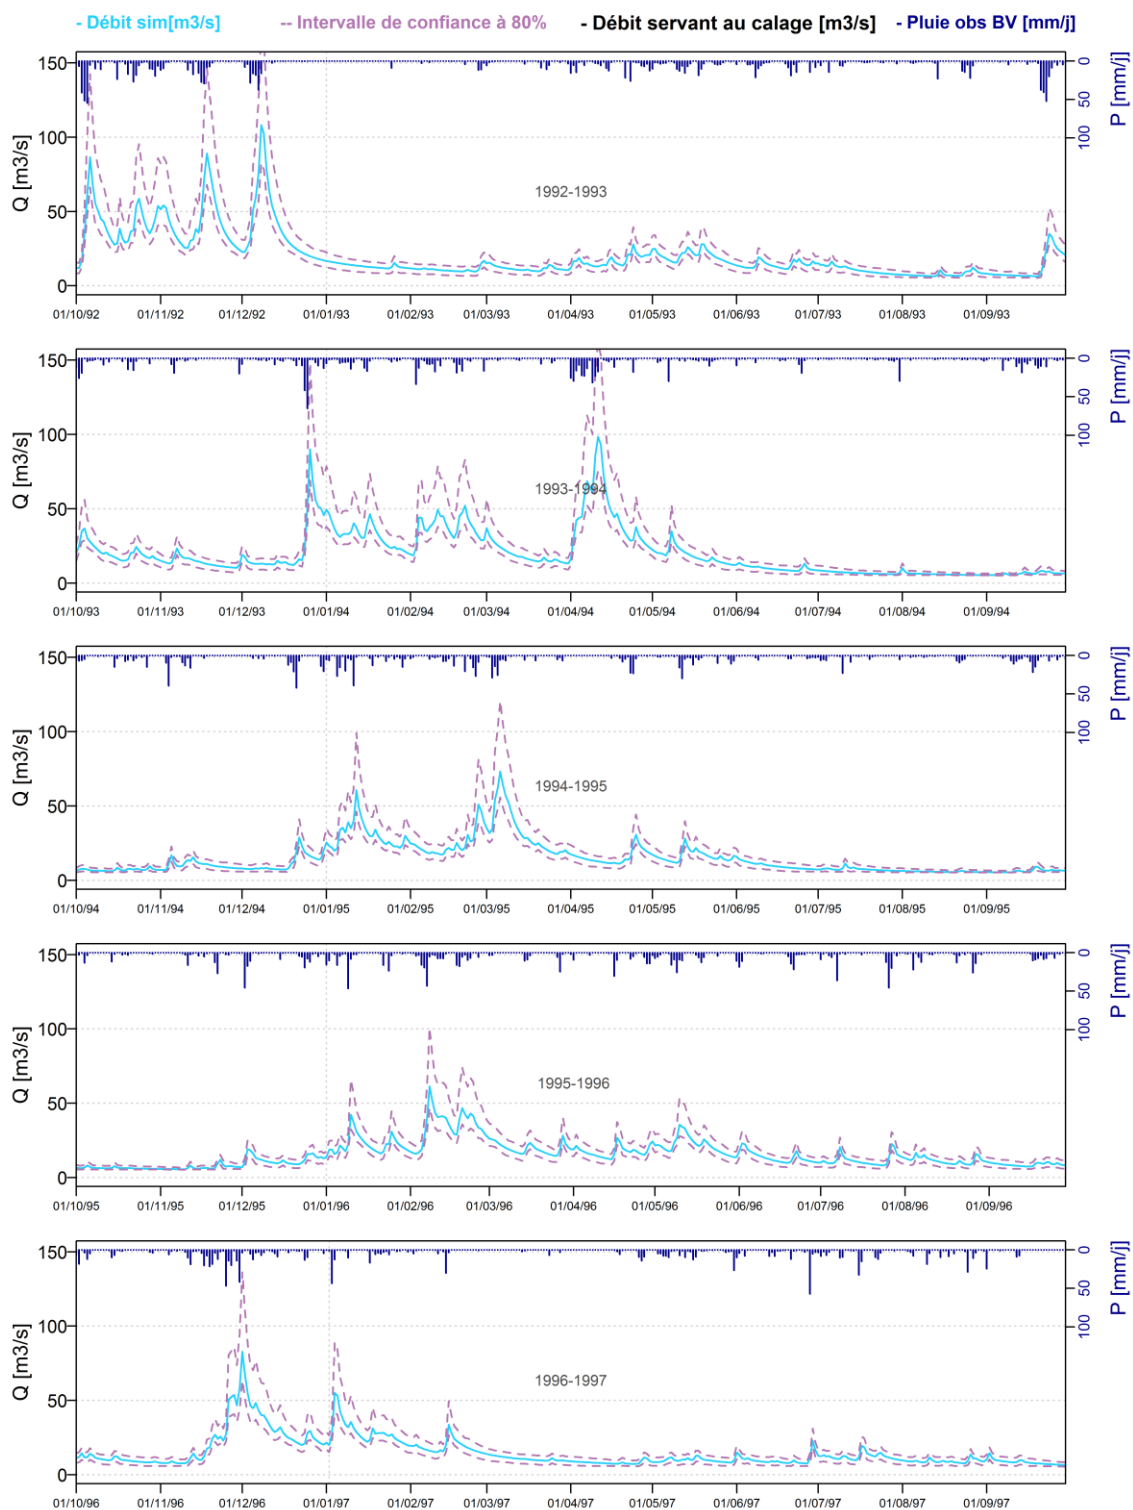 - Débit sim[m3/s] -- Intervalle de confiance à 80% - Débit servant au calage [m3/s] - Pluie obs BV [mm/j]
150
100
50
0
Q [m3/s]
0
50
100
P [mm/j]
1992-1993
01/10/92 01/11/92 01/12/92 01/01/93 01/02/93 01/03/93 01/04/93 01/05/93 01/06/93 01/07/93 01/08/93 01/09/93
150
100
50
0
Q [m3/s]
0
50
100
P [mm/j]
1993-1994
01/10/93 01/11/93 01/12/93 01/01/94 01/02/94 01/03/94 01/04/94 01/05/94 01/06/94 01/07/94 01/08/94 01/09/94
150
100
50
0
Q [m3/s]
0
50
100
P [mm/j]
1994-1995
01/10/94 01/11/94 01/12/94 01/01/95 01/02/95 01/03/95 01/04/95 01/05/95 01/06/95 01/07/95 01/08/95 01/09/95
150
100
50
0
Q [m3/s]
0
50
100
P [mm/j]
1995-1996
01/10/95 01/11/95 01/12/95 01/01/96 01/02/96 01/03/96 01/04/96 01/05/96 01/06/96 01/07/96 01/08/96 01/09/96
150
100
50
0
Q [m3/s]
0
50
100
P [mm/j]
1996-1997
01/10/96 01/11/96 01/12/96 01/01/97 01/02/97 01/03/97 01/04/97 01/05/97 01/06/97 01/07/97 01/08/97 01/09/97